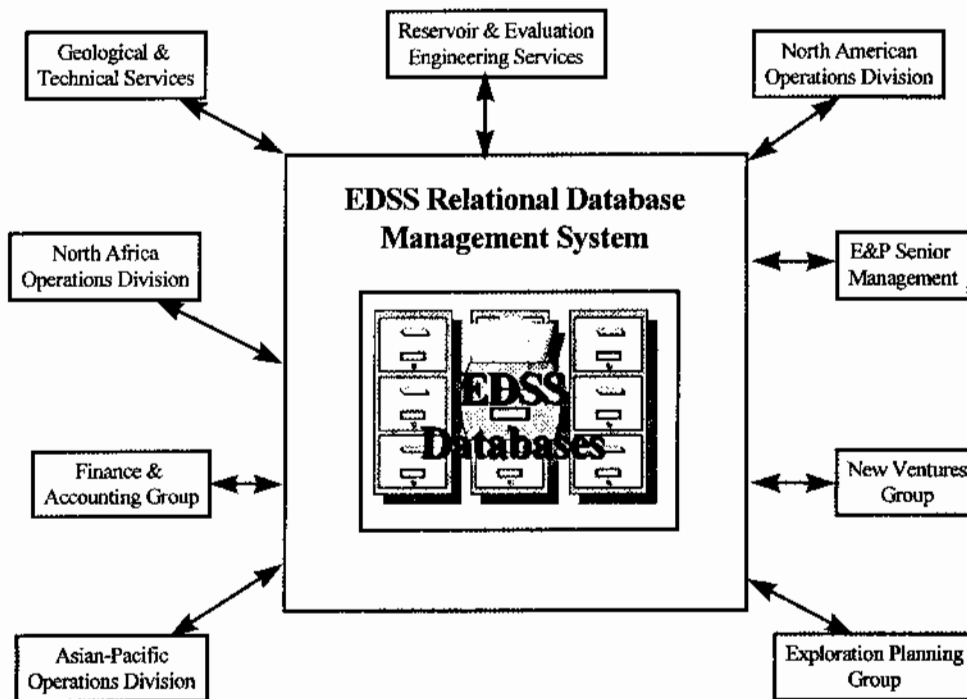 Geological &
Technical Services
Reservoir & Evaluation
Engineering Services
North American
Operations Division
EDSS Relational Database
Management System
North Africa
Operations Division
E&P Senior
Management
EDSS
Databases
Finance &
Accounting Group
New Ventures
Group
Asian-Pacific
Operations Division
Exploration Planning
Group